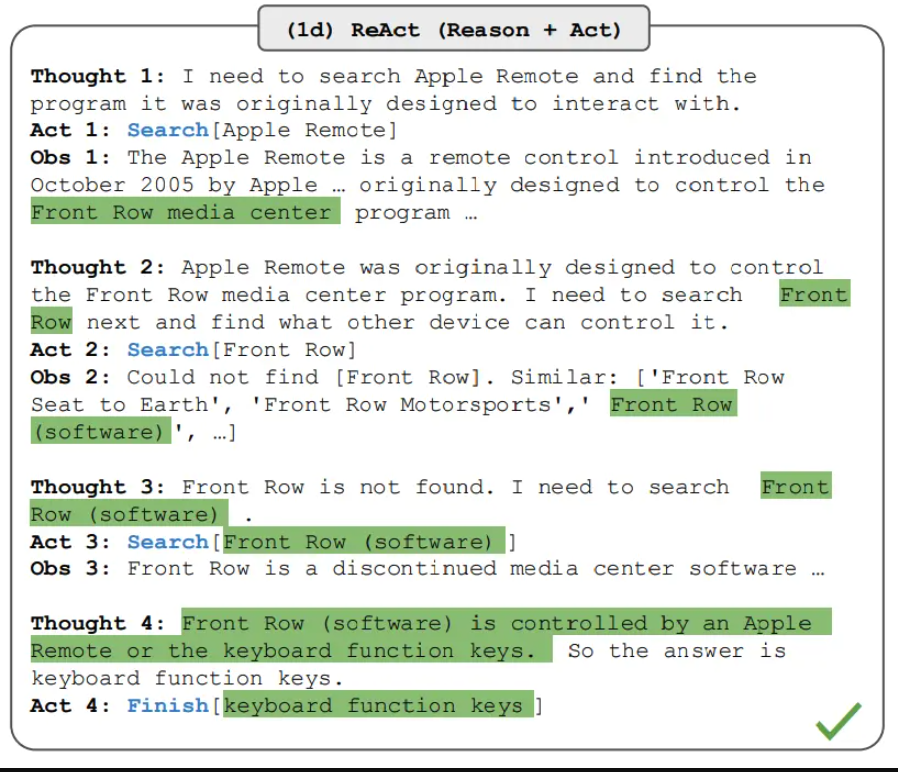 (1d) ReAct (Reason + Act)
Thought 1: I need to search Apple Remote and find the
program it was originally designed to interact with.
Act 1: Search[Apple Remote]
Obs 1: The Apple Remote is a remote control introduced in
October 2005 by Apple … originally designed to control the
Front Row media center program …
Thought 2: Apple Remote was originally designed to control
the Front Row media center program. I need to search Front
Row next and find what other device can control it.
Act 2: Search[Front Row]
Obs 2: Could not find [Front Row]. Similar: ['Front Row
Seat to Earth', 'Front Row Motorsports',' Front Row
(software)', …]
Thought 3: Front Row is not found. I need to search Front
Row (software) .
Act 3: Search[Front Row (software) ]
Obs 3: Front Row is a discontinued media center software …
Thought 4: Front Row (software) is controlled by an Apple
Remote or the keyboard function keys. So the answer is
keyboard function keys.
Act 4: Finish[keyboard function keys ]